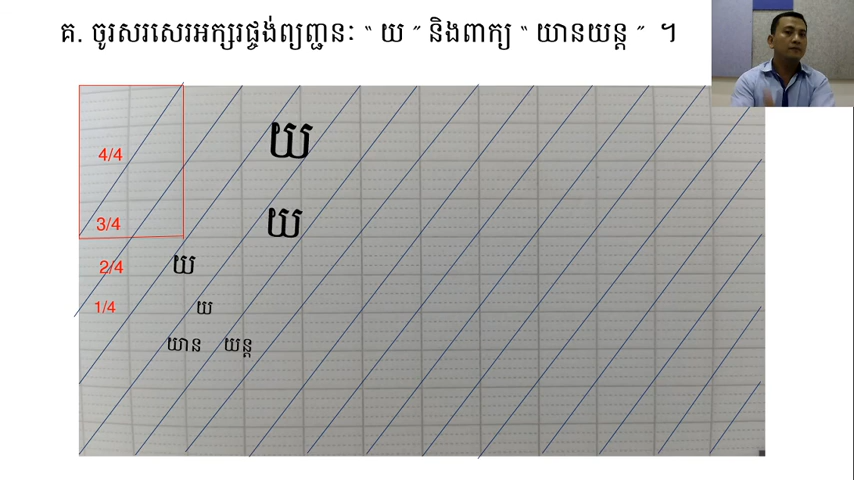 គ. ចូរសរសេរអក្សរផ្ចង់ព្យញ្ជនៈ “ យ ” និងពាក្យ “ យានយន្ត ” ។
4/4 យ
3/4 យ
2/4 យ
1/4 យ
យាន យន្ត